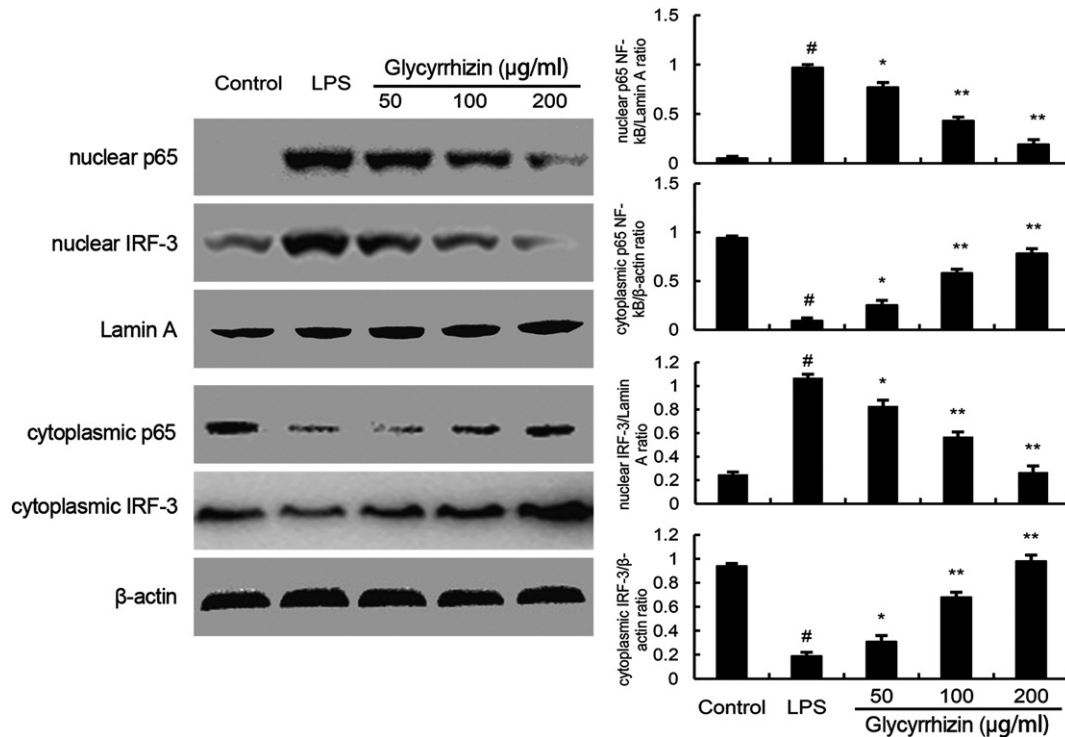 Control LPS Glycyrrhizin (μg/ml)
50 100 200
nuclear p65
nuclear IRF-3
Lamin A
cytoplasmic p65
cytoplasmic IRF-3
β-actin
nuclear p65 NF-
kB/Lamin A ratio
1.5
1
0.5
0
# * ** **
cytoplasmic p65 NF-
kB/β-actin ratio
1.5
1
0.5
0
# * ** **
nuclear IRF-3/Lamin
A ratio
1.2
1
0.8
0.6
0.4
0.2
0
# * ** **
cytoplasmic IRF-3/β-
actin ratio
1.2
1
0.8
0.6
0.4
0.2
0
# * ** **
Control LPS 50 100 200
Glycyrrhizin (μg/ml)